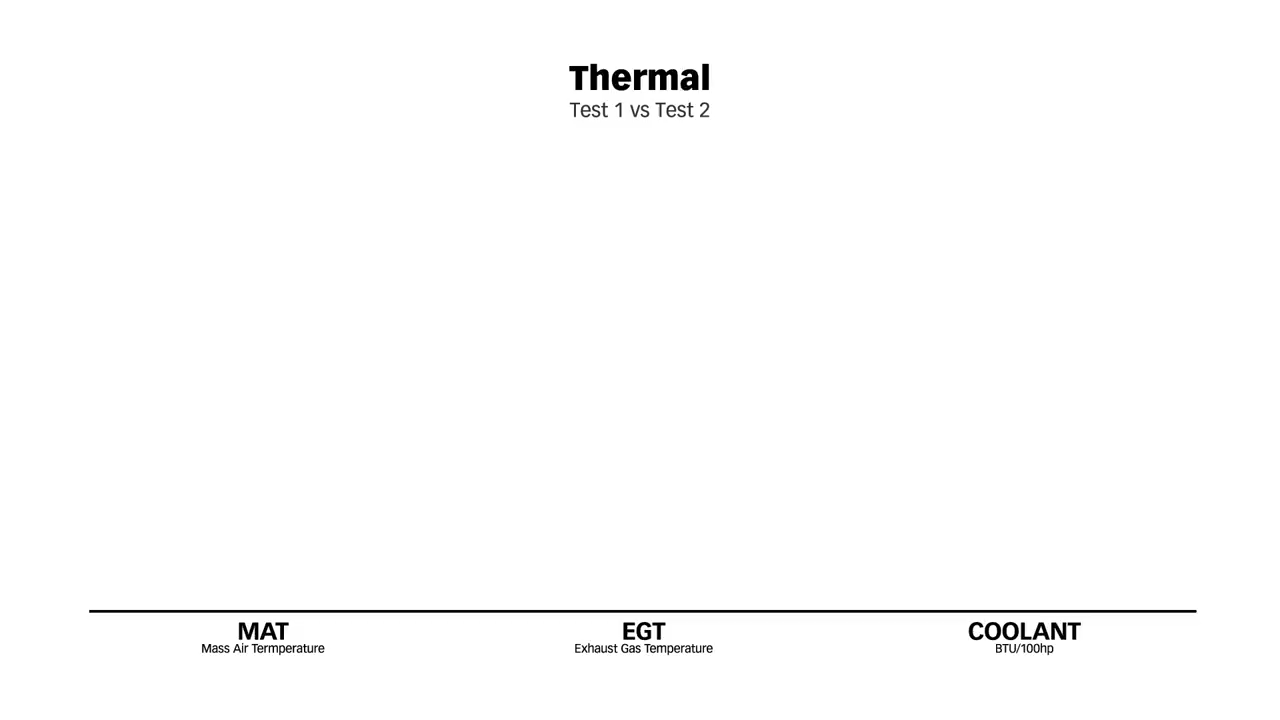 Thermal
Test 1 vs Test 2
MAT
Mass Air Termperature
EGT
Exhaust Gas Temperature
COOLANT
BTU/100hp